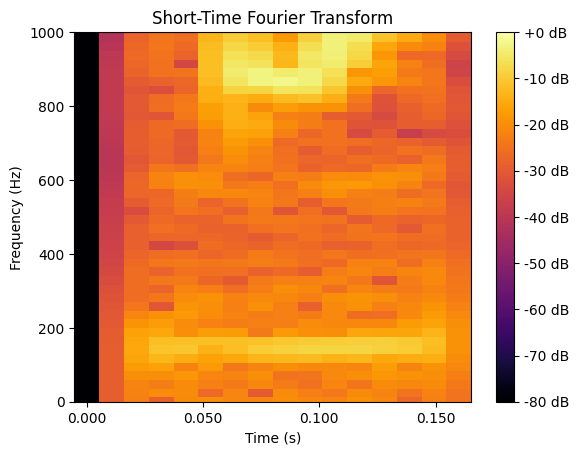 Short-Time Fourier Transform
Frequency (Hz)
1000
800
600
400
200
0
0.000
0.050
0.100
0.150
Time (s)
+0 dB
-10 dB
-20 dB
-30 dB
-40 dB
-50 dB
-60 dB
-70 dB
-80 dB